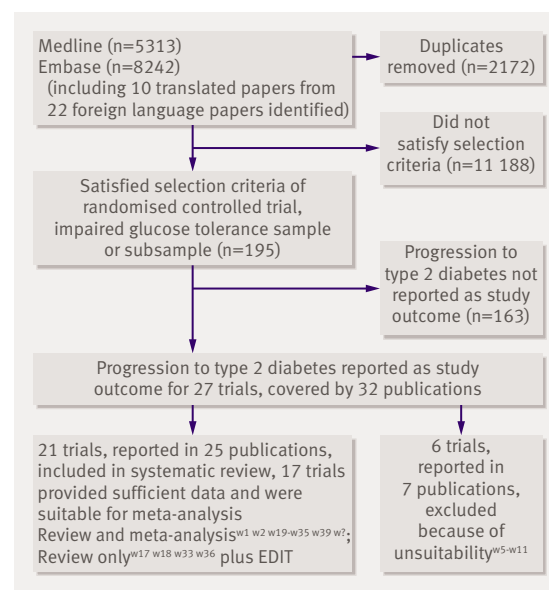 Medline (n=5313)
Embase (n=8242)
(including 10 translated papers from
22 foreign language papers identified)
Duplicates
removed (n=2172)
Did not
satisfy selection
criteria (n=11 188)
Satisfied selection criteria of
randomised controlled trial,
impaired glucose tolerance sample
or subsample (n=195)
Progression to
type 2 diabetes not
reported as study
outcome (n=163)
Progression to type 2 diabetes reported as study
outcome for 27 trials, covered by 32 publications
21 trials, reported in 25 publications,
included in systematic review, 17 trials
provided sufficient data and were
suitable for meta-analysis
Review and meta-analysis w1 w2 w19-w35 w39 w?;
Review only w17 w18 w33 w36 plus EDIT
6 trials,
reported in
7 publications,
excluded
because of
unsuitability w5-w11